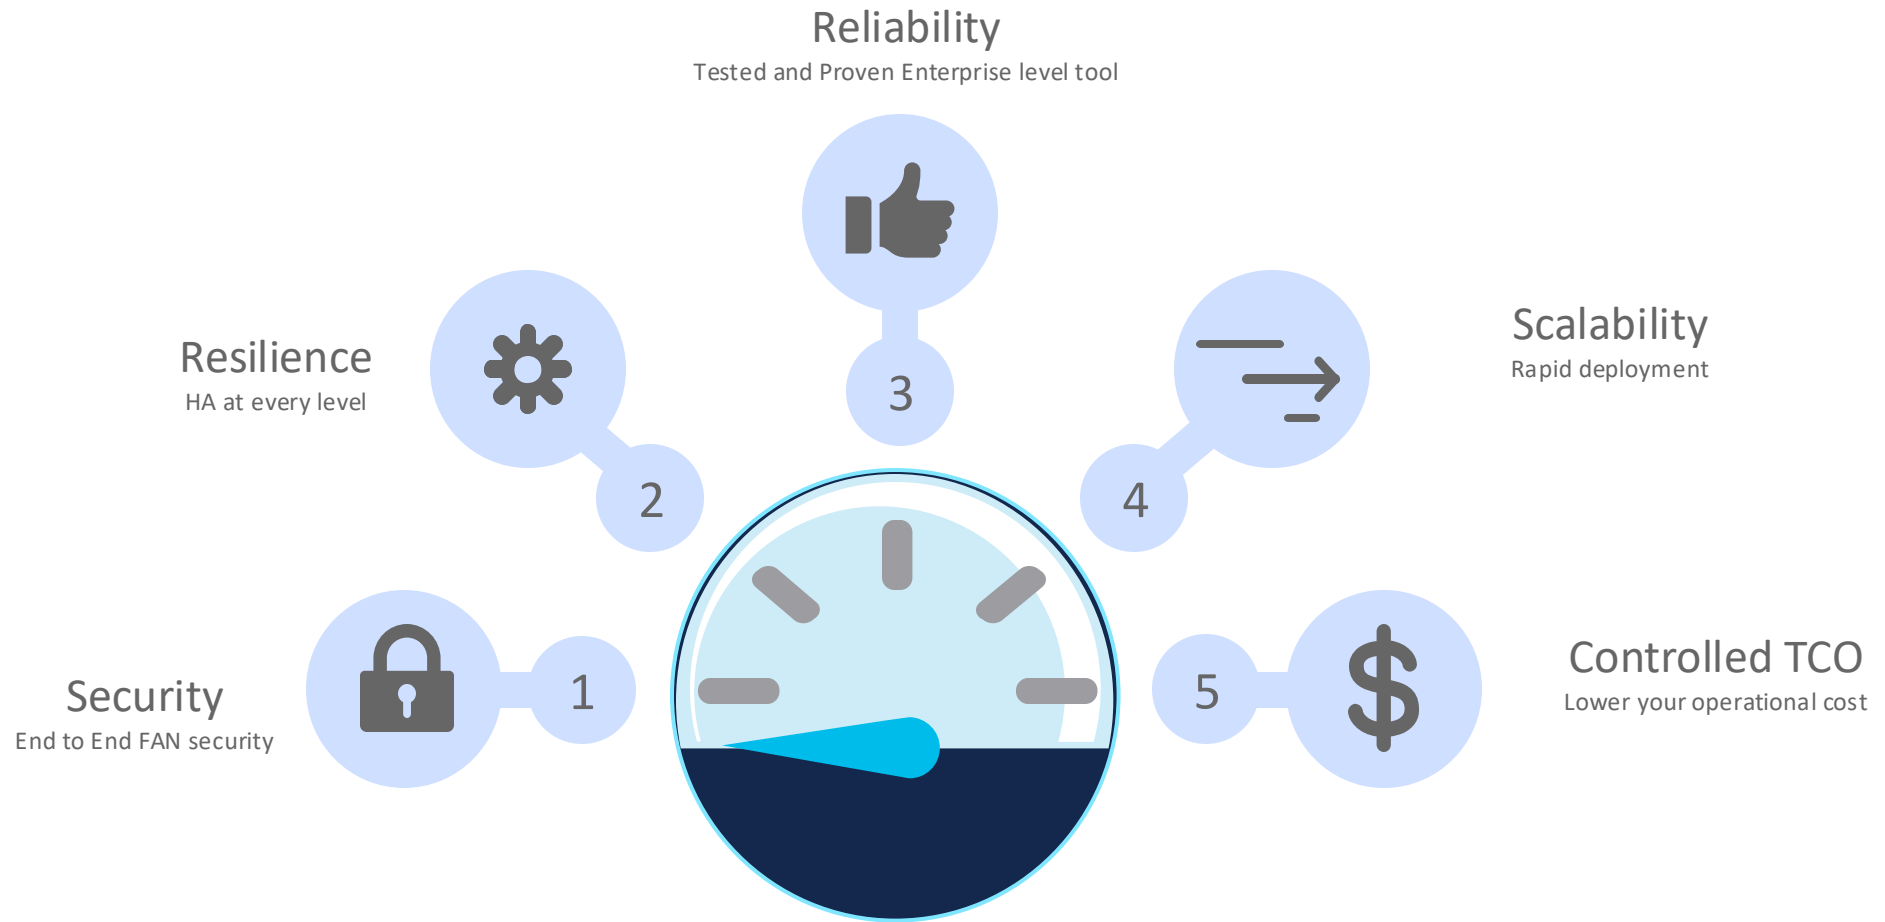 Reliability
Tested and Proven Enterprise level tool
3
Resilience
HA at every level
2
Scalability
Rapid deployment
4
Security
End to End FAN security
1
5
Controlled TCO
Lower your operational cost